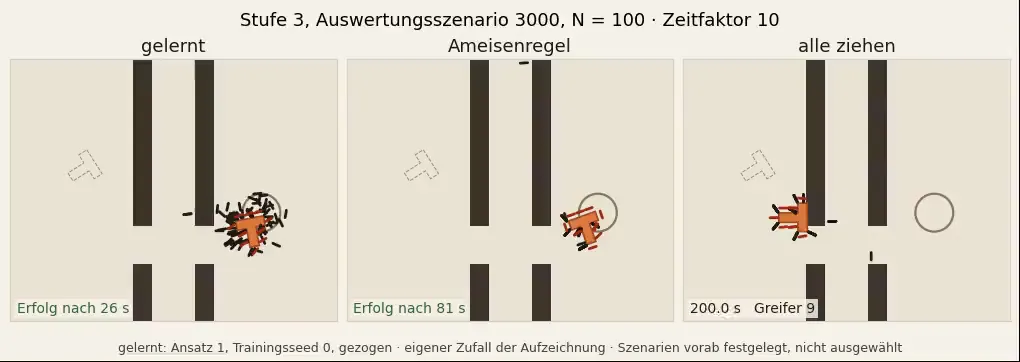 Stufe 3, Auswertungsszenario 3000, N = 100 · Zeitfaktor 10
gelernt
Ameisenregel
alle ziehen
Erfolg nach 26 s
Erfolg nach 81 s
200.0 s Greifer 9
gelernt: Ansatz 1, Trainingsseed 0, gezogen · eigener Zufall der Aufzeichnung · Szenarien vorab festgelegt, nicht ausgewählt